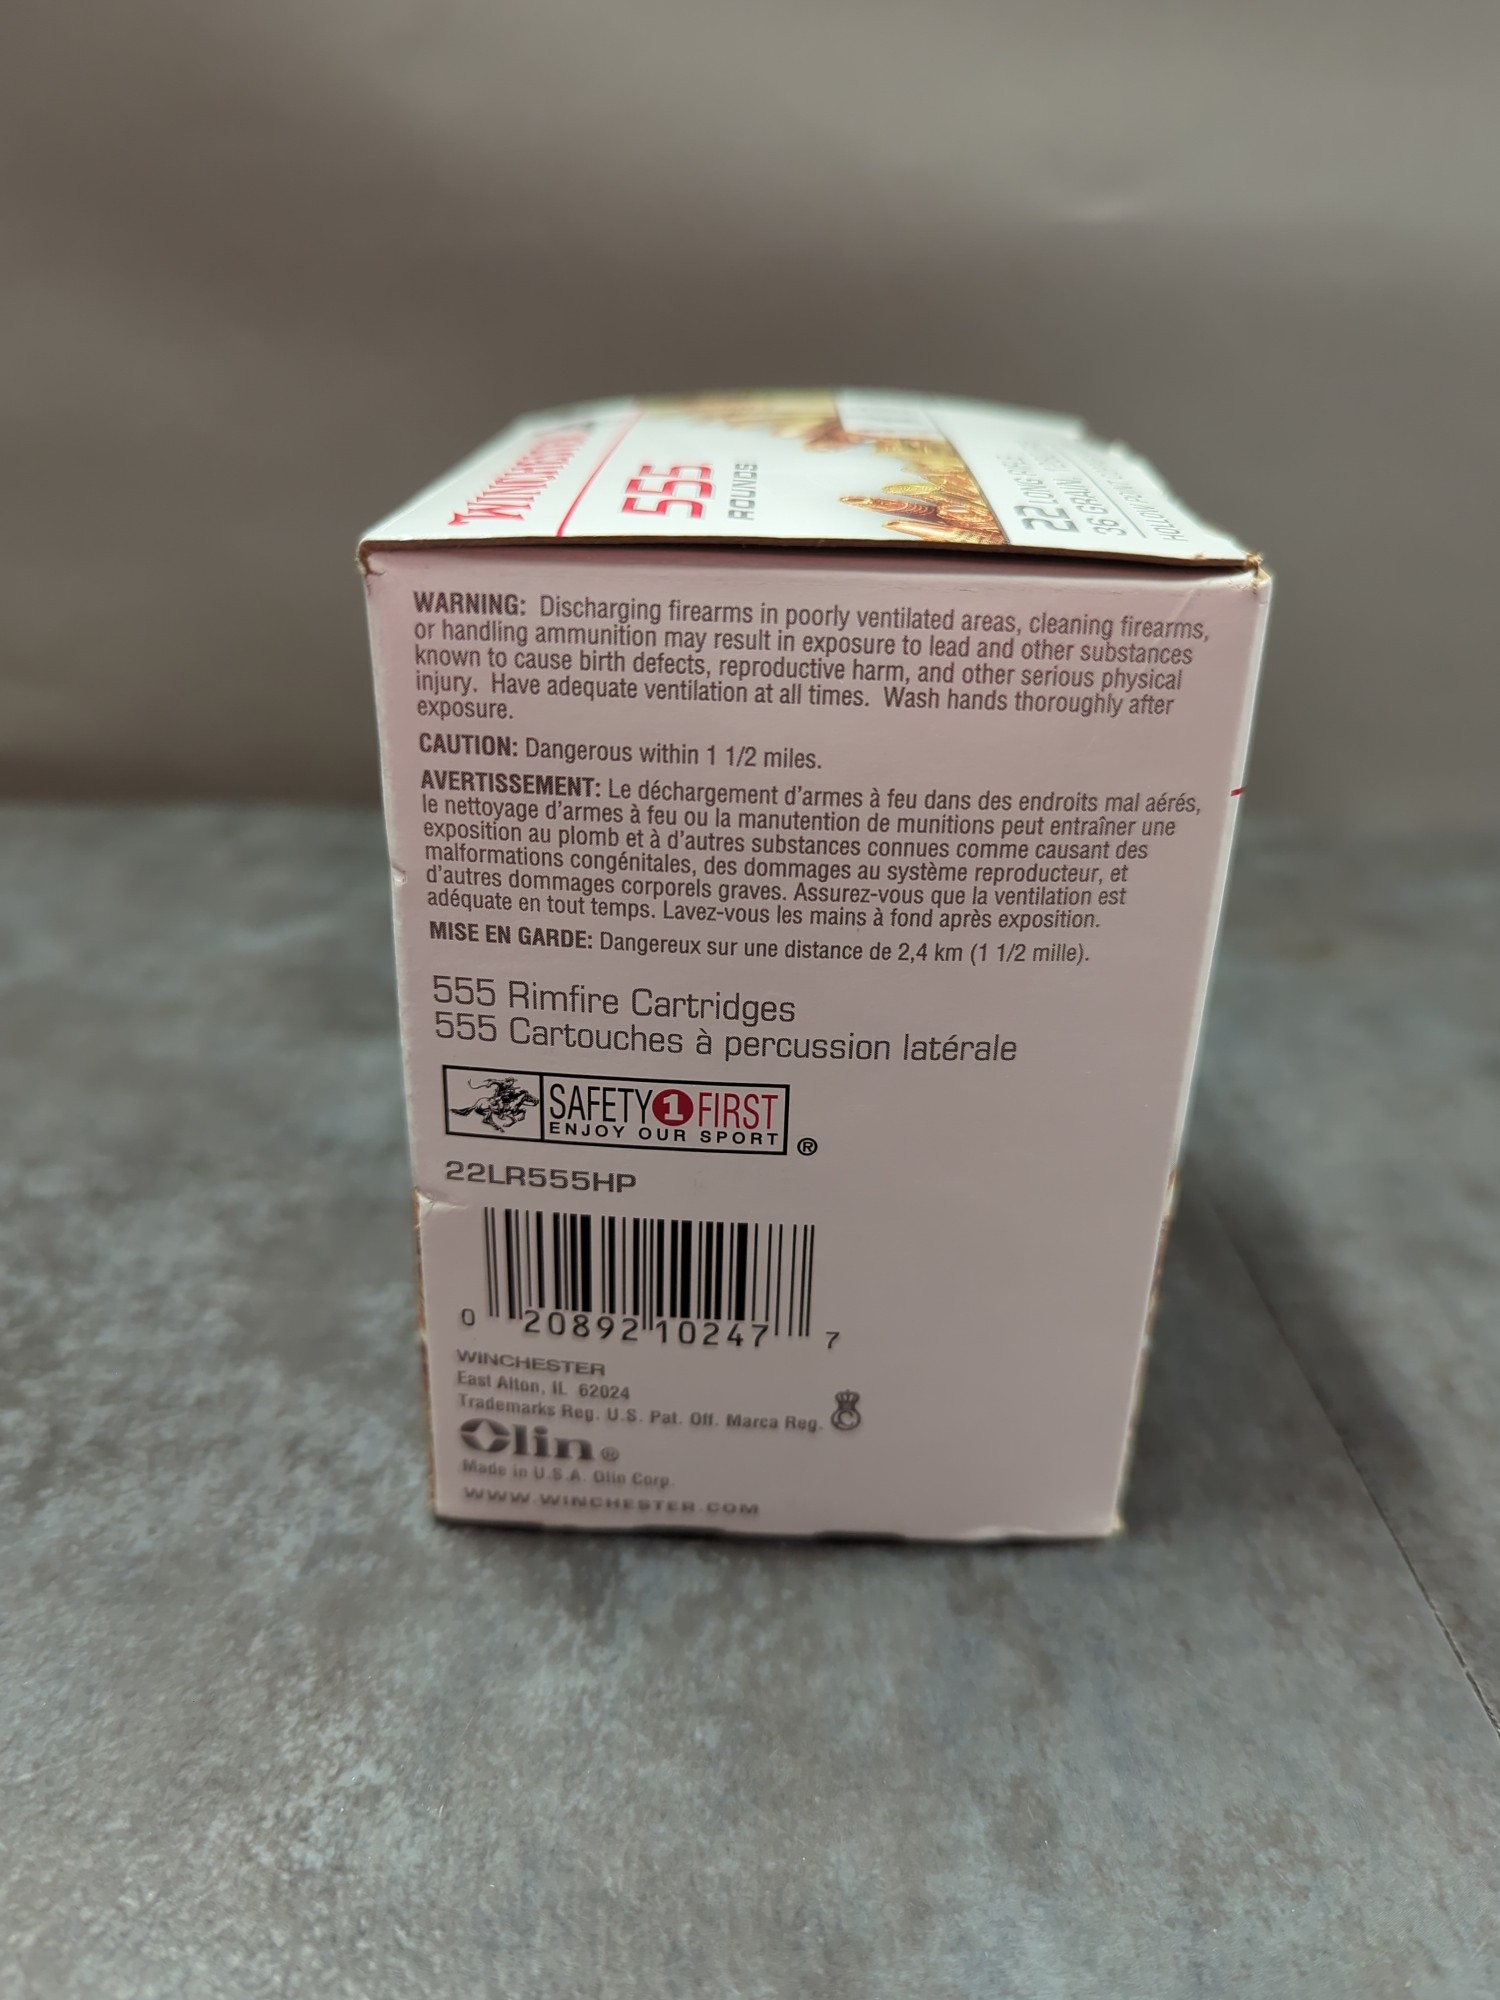 WINCHESTER
555
ROUNDS
22 LONG RIFLE
36 GRAIN
HOLLOW POINT
WARNING: Discharging firearms in poorly ventilated areas, cleaning firearms,
or handling ammunition may result in exposure to lead and other substances
known to cause birth defects, reproductive harm, and other serious physical
injury. Have adequate ventilation at all times. Wash hands thoroughly after
exposure.
CAUTION: Dangerous within 1 1/2 miles.
AVERTISSEMENT: Le déchargement d'armes à feu dans des endroits mal aérés,
le nettoyage d'armes à feu ou la manutention de munitions peut entraîner une
exposition au plomb et à d'autres substances connues comme causant des
malformations congénitales, des dommages au système reproducteur, et
d'autres dommages corporels graves. Assurez-vous que la ventilation est
adéquate en tout temps. Lavez-vous les mains à fond après exposition.
MISE EN GARDE: Dangereux sur une distance de 2,4 km (1 1/2 mille).
555 Rimfire Cartridges
555 Cartouches à percussion latérale
SAFETY 1 FIRST
ENJOY OUR SPORT ®
22LR555HP
0 20892 10247 7
WINCHESTER
East Alton, IL 62024
Trademarks Reg. U.S. Pat. Off. Marca Reg.
Olin ®
Made in U.S.A. Olin Corp.
WWW.WINCHESTER.COM